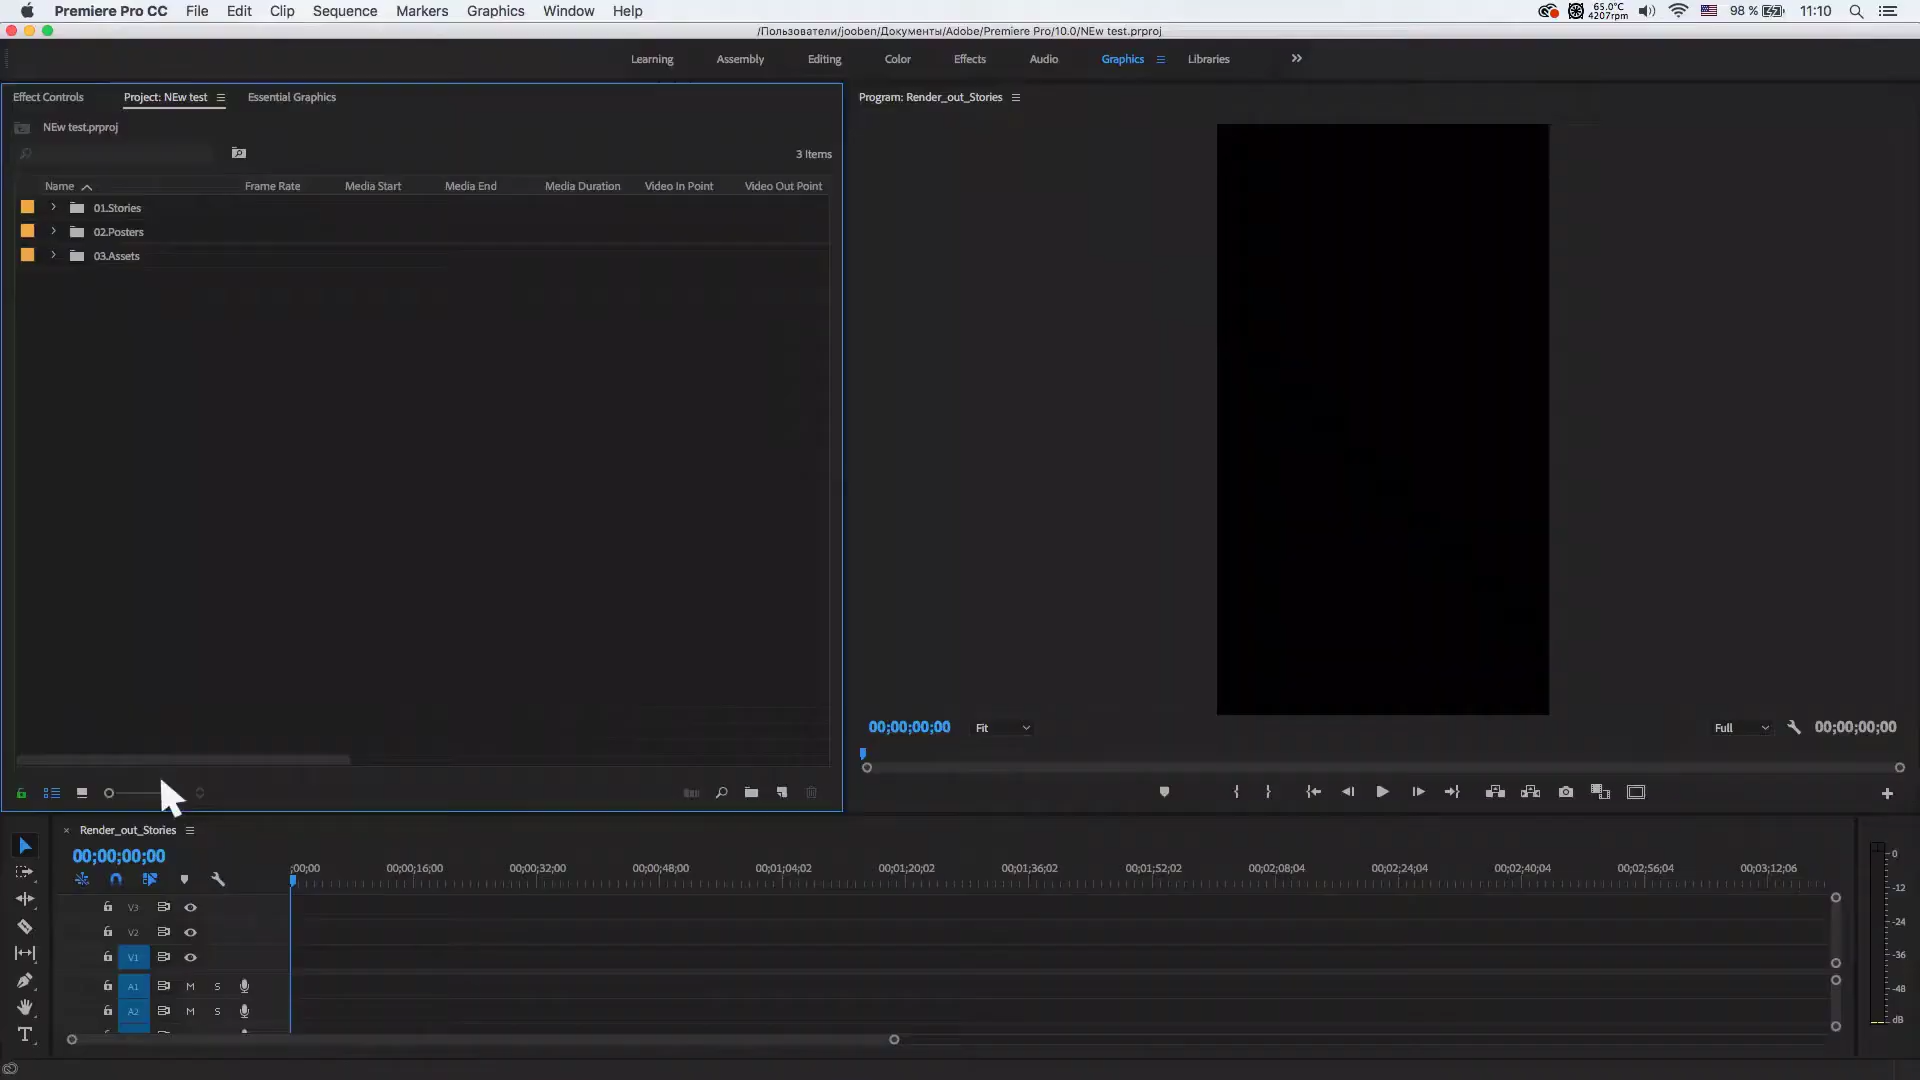 Premiere Pro CC File Edit Clip Sequence Markers Graphics Window Help 65.0°C 4207rpm 98 % 11:10
/Пользователи/jooben/Документы/Adobe/Premiere Pro/10.0/NEw test.prproj
Learning Assembly Editing Color Effects Audio Graphics Libraries
Effect Controls Project: NEw test Essential Graphics
Program: Render_out_Stories
NEw test.prproj
3 Items
Name Frame Rate Media Start Media End Media Duration Video In Point Video Out Point
01.Stories
02.Posters
03.Assets
00;00;00;00 Fit Full 00;00;00;00
Render_out_Stories
00;00;00;00
;00;00 00;00;16;00 00;00;32;00 00;00;48;00 00;01;04;02 00;01;20;02 00;01;36;02 00;01;52;02 00;02;08;04 00;02;24;04 00;02;40;04 00;02;56;04 00;03;12;06
V3
V2
V1
A1 M S
A2 M S
0
-12
-24
-36
-48
dB